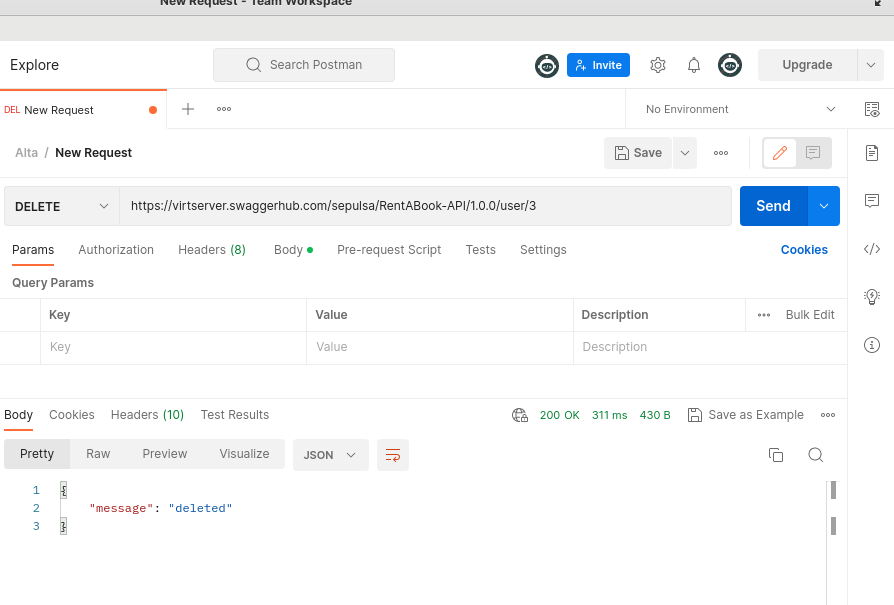 New Request - Team Workspace
Explore
Search Postman
Invite
Upgrade
DEL New Request
No Environment
Alta / New Request
Save
DELETE
https://virtserver.swaggerhub.com/sepulsa/RentABook-API/1.0.0/user/3
Send
Params Authorization Headers (8) Body Pre-request Script Tests Settings Cookies
Query Params
Key Value Description Bulk Edit
Key Value Description
Body Cookies Headers (10) Test Results 200 OK 311 ms 430 B Save as Example
Pretty Raw Preview Visualize JSON
1 {
2 "message": "deleted"
3 }